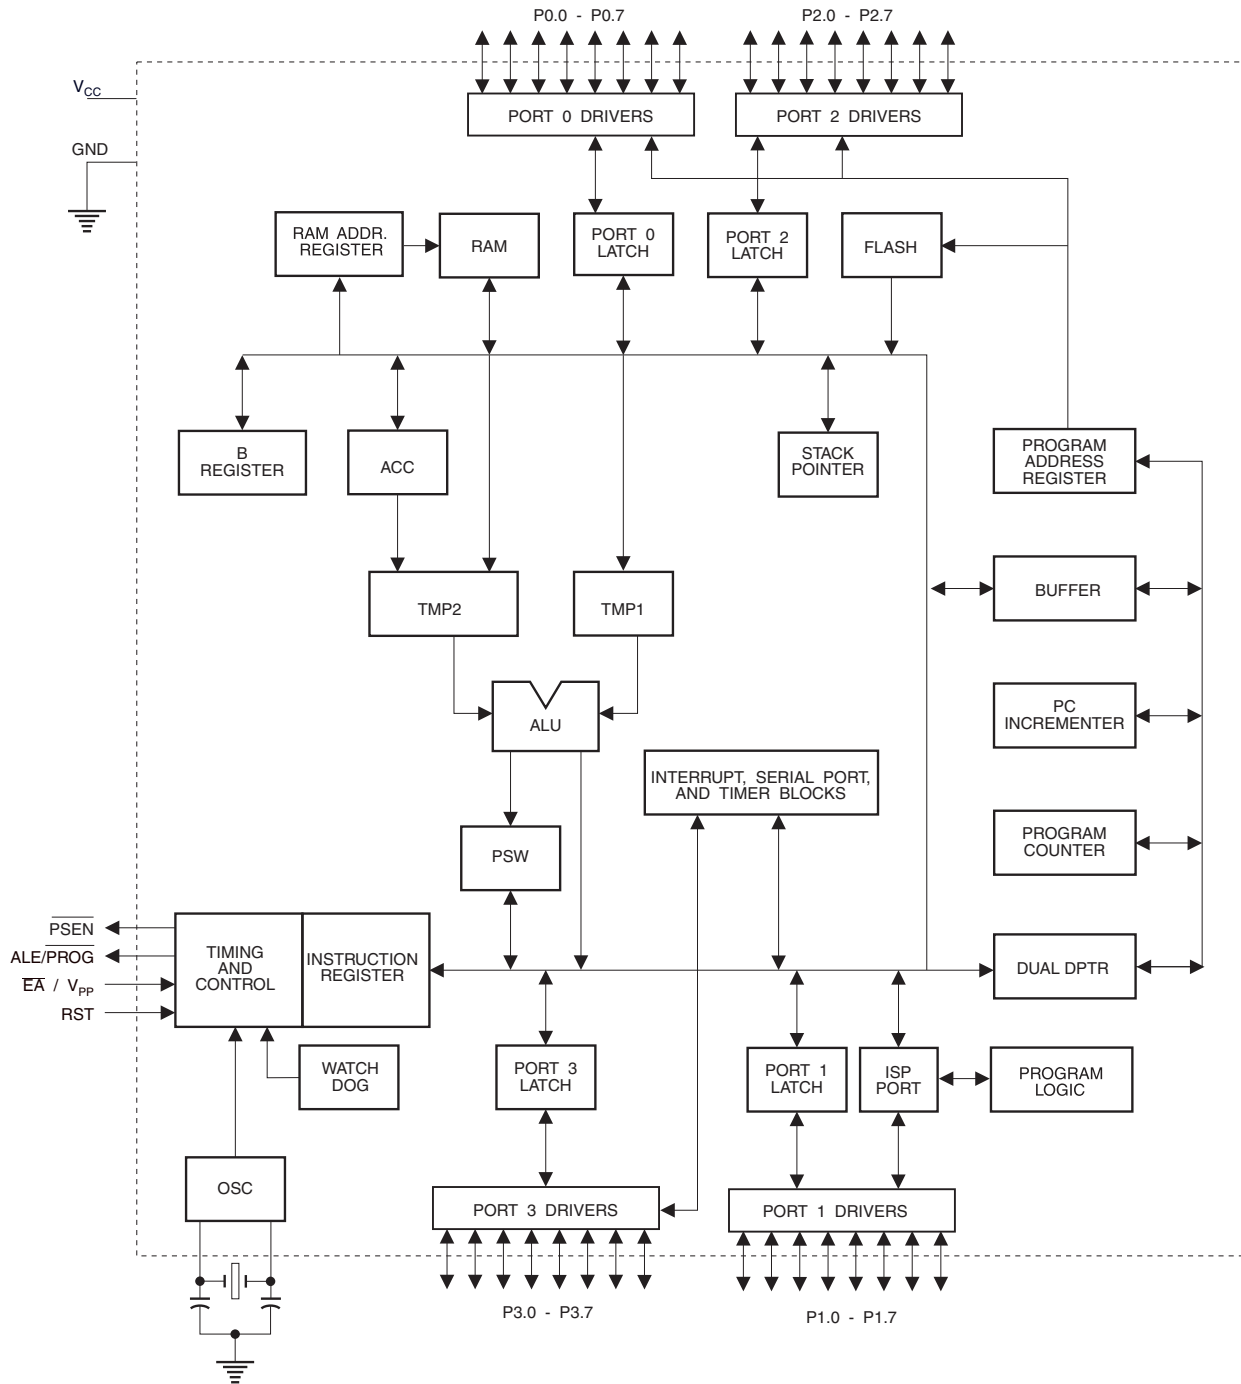 P0.0 - P0.7
P2.0 - P2.7
VCC
PORT 0 DRIVERS
PORT 2 DRIVERS
GND
RAM ADDR.
REGISTER
RAM
PORT 0
LATCH
PORT 2
LATCH
FLASH
B
REGISTER
ACC
STACK
POINTER
PROGRAM
ADDRESS
REGISTER
TMP2
TMP1
BUFFER
ALU
PC
INCREMENTER
INTERRUPT, SERIAL PORT,
AND TIMER BLOCKS
PSW
PROGRAM
COUNTER
PSEN
ALE/PROG
EA / VPP
RST
TIMING
AND
CONTROL
INSTRUCTION
REGISTER
DUAL DPTR
WATCH
DOG
PORT 3
LATCH
PORT 1
LATCH
ISP
PORT
PROGRAM
LOGIC
OSC
PORT 3 DRIVERS
PORT 1 DRIVERS
P3.0 - P3.7
P1.0 - P1.7